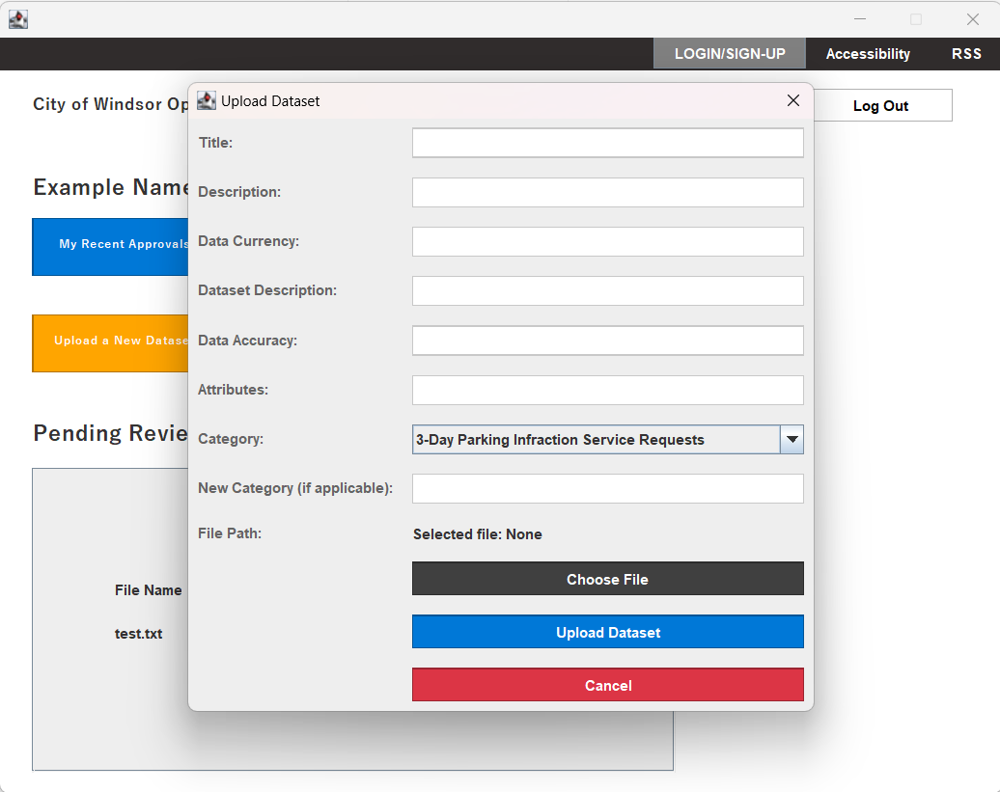 LOGIN/SIGN-UP Accessibility RSS
Upload Dataset
City of Windsor Op
Log Out
Title:
Example Name
Description:
My Recent Approvals
Data Currency:
Dataset Description:
Upload a New Datase
Data Accuracy:
Attributes:
Pending Revie
Category: 3-Day Parking Infraction Service Requests
New Category (if applicable):
File Path: Selected file: None
Choose File
File Name
test.txt
Upload Dataset
Cancel